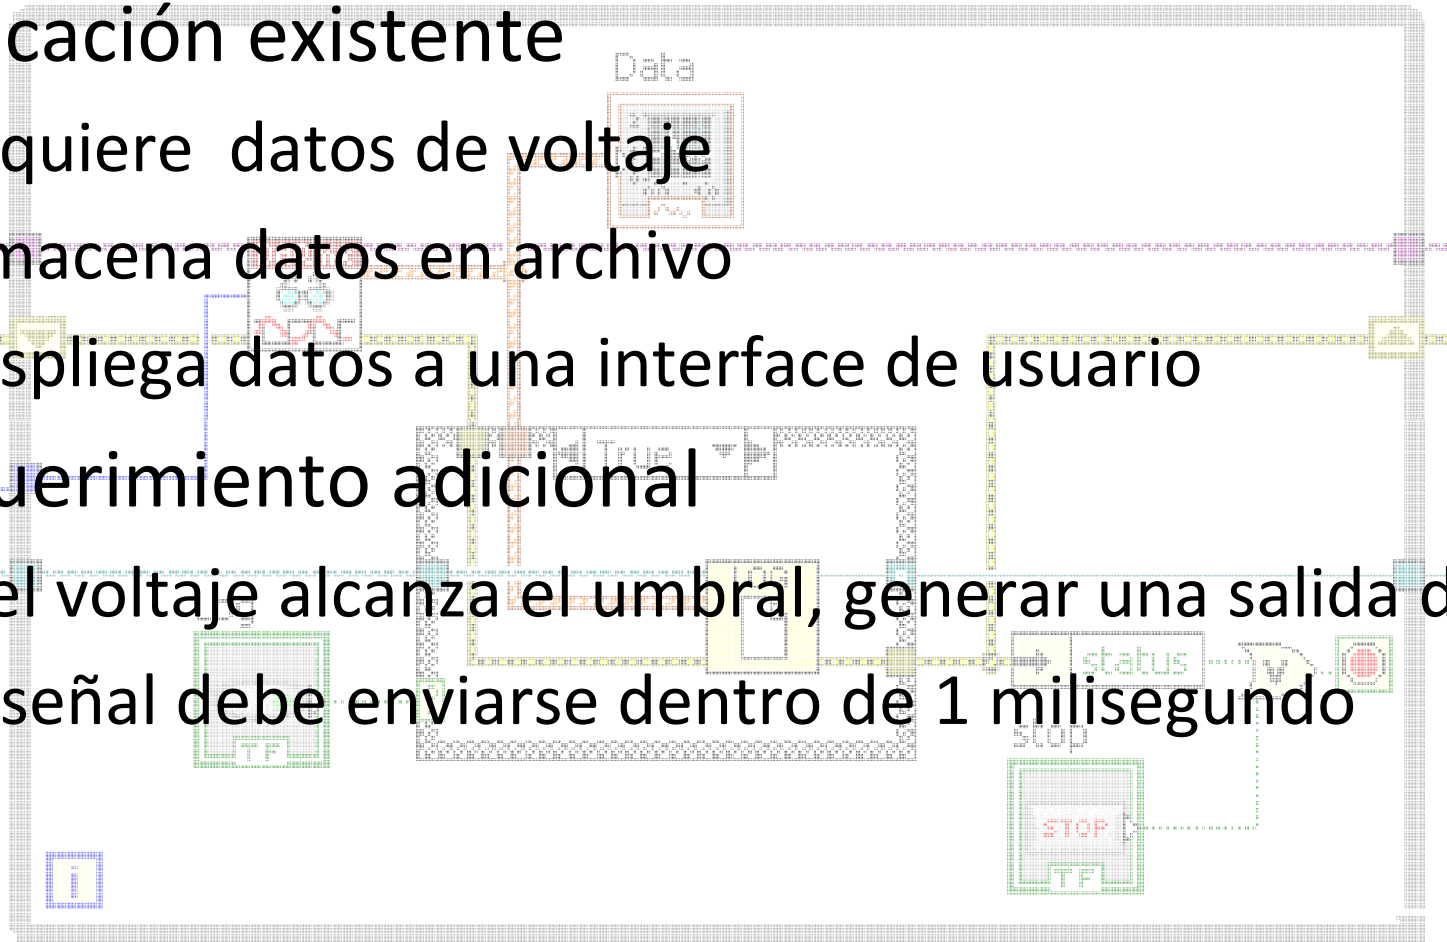 cación existente
Data
quiere datos de voltaje
macena datos en archivo
spliega datos a una interface de usuario
True
uerimiento adicional
el voltaje alcanza el umbral, generar una salida d
status
señal debe enviarse dentro de 1 milisegundo
stop
TF
STOP
TF
i